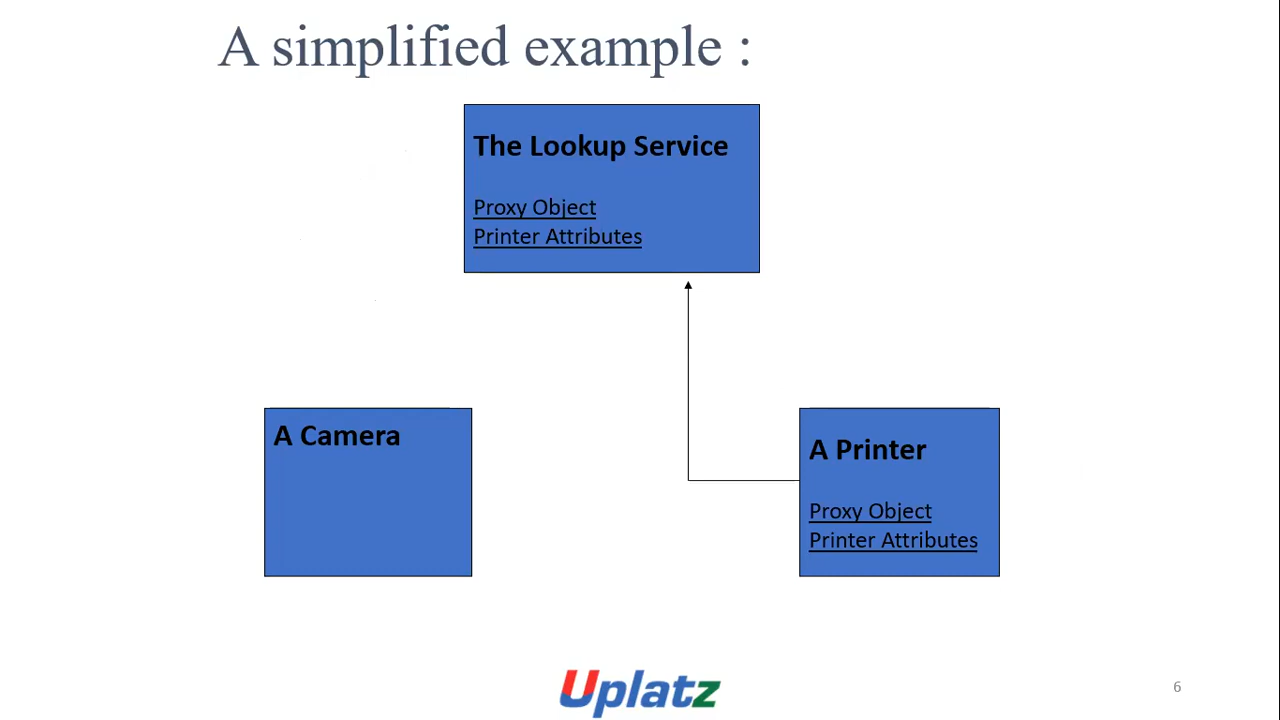 A simplified example :
The Lookup Service
Proxy Object
Printer Attributes
A Camera
A Printer
Proxy Object
Printer Attributes
Uplatz
6